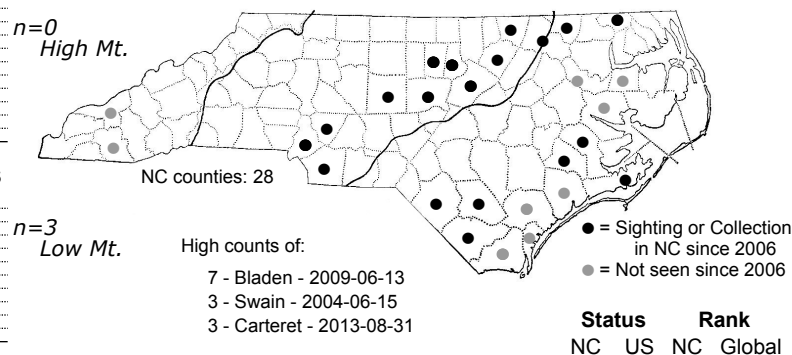 n=0
High Mt.
n=3
Low Mt.
NC counties: 28
High counts of:
7 - Bladen - 2009-06-13
3 - Swain - 2004-06-15
3 - Carteret - 2013-08-31
= Sighting or Collection
in NC since 2006
= Not seen since 2006
Status Rank
NC US NC Global